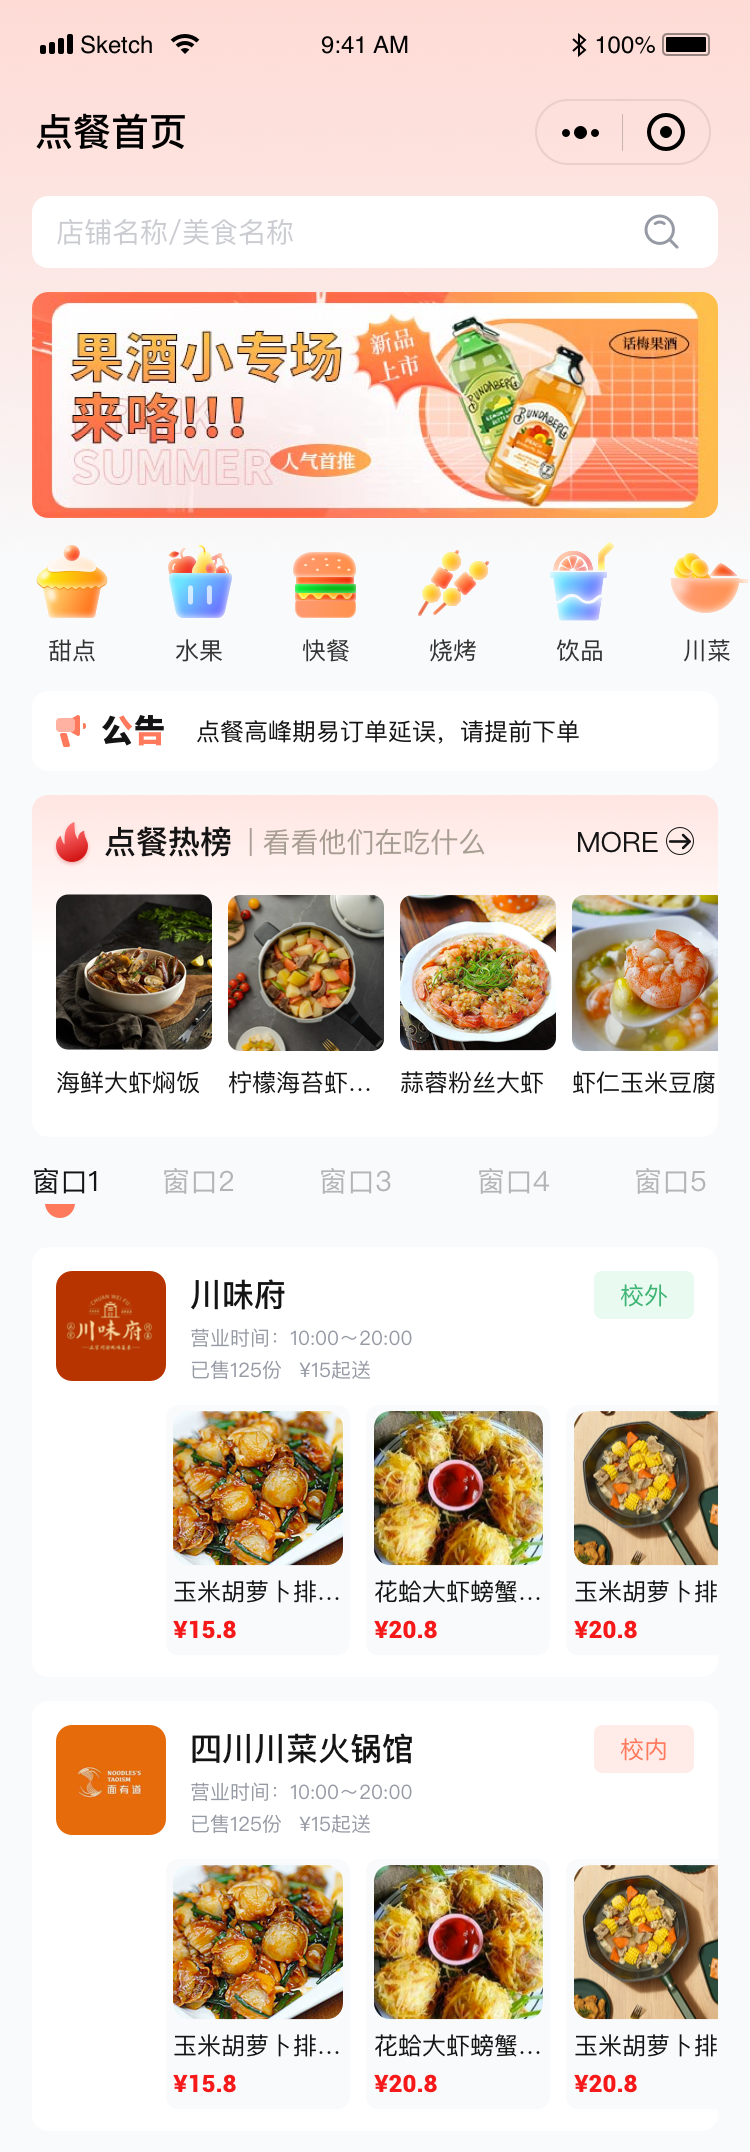 Sketch 9:41 AM 100%
点餐首页
店铺名称/美食名称
果酒小专场
新品
上市
话梅果酒
来咯!!!
SUMMER
人气首推
BUNDABERG
BUNDABERG
甜点 水果 快餐 烧烤 饮品 川菜
公告 点餐高峰期易订单延误，请提前下单
点餐热榜 | 看看他们在吃什么 MORE
海鲜大虾焖饭 柠檬海苔虾... 蒜蓉粉丝大虾 虾仁玉米豆腐
窗口1 窗口2 窗口3 窗口4 窗口5
CHUAN WEI FU
川味府
川味府
校外
营业时间：10:00～20:00
已售125份 ¥15起送
玉米胡萝卜排... 花蛤大虾螃蟹... 玉米胡萝卜排
¥15.8 ¥20.8 ¥20.8
NOODLES'S
TAOISM
面有道
四川川菜火锅馆
校内
营业时间：10:00～20:00
已售125份 ¥15起送
玉米胡萝卜排... 花蛤大虾螃蟹... 玉米胡萝卜排
¥15.8 ¥20.8 ¥20.8